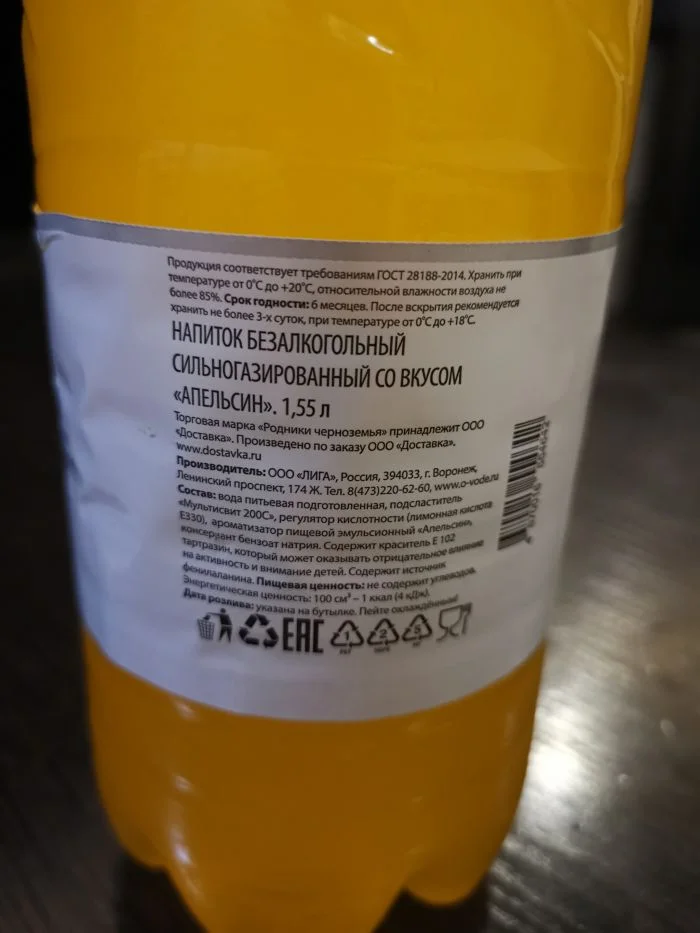 Продукция соответствует требованиям ГОСТ 28188-2014. Хранить при
температуре от 0°С до +20°С, относительной влажности воздуха не
более 85%. Срок годности: 6 месяцев. После вскрытия рекомендуется
хранить не более 3-х суток, при температуре от 0°С до +18°С.
НАПИТОК БЕЗАЛКОГОЛЬНЫЙ
СИЛЬНОГАЗИРОВАННЫЙ СО ВКУСОМ
«АПЕЛЬСИН». 1,55 л
Торговая марка «Родники черноземья» принадлежит ООО
«Доставка». Произведено по заказу ООО «Доставка».
www.dostavka.ru
Производитель: ООО «ЛИГА», Россия, 394033, г. Воронеж,
Ленинский проспект, 174 Ж. Тел. 8(473)220-62-60, www.o-vode.ru
Состав: вода питьевая подготовленная, подсластитель
«Мультисвит 200С», регулятор кислотности (лимонная кислота
Е330), ароматизатор пищевой эмульсионный «Апельсин»,
консервант бензоат натрия. Содержит краситель Е 102
тартразин, который может оказывать отрицательное влияние
на активность и внимание детей. Содержит источник
фенилаланина. Пищевая ценность: не содержит углеводов.
Энергетическая ценность: 100 см³ – 1 ккал (4 кДж).
Дата розлива: указана на бутылке. Пейте охлаждённым!
ЕАС 1 2 5